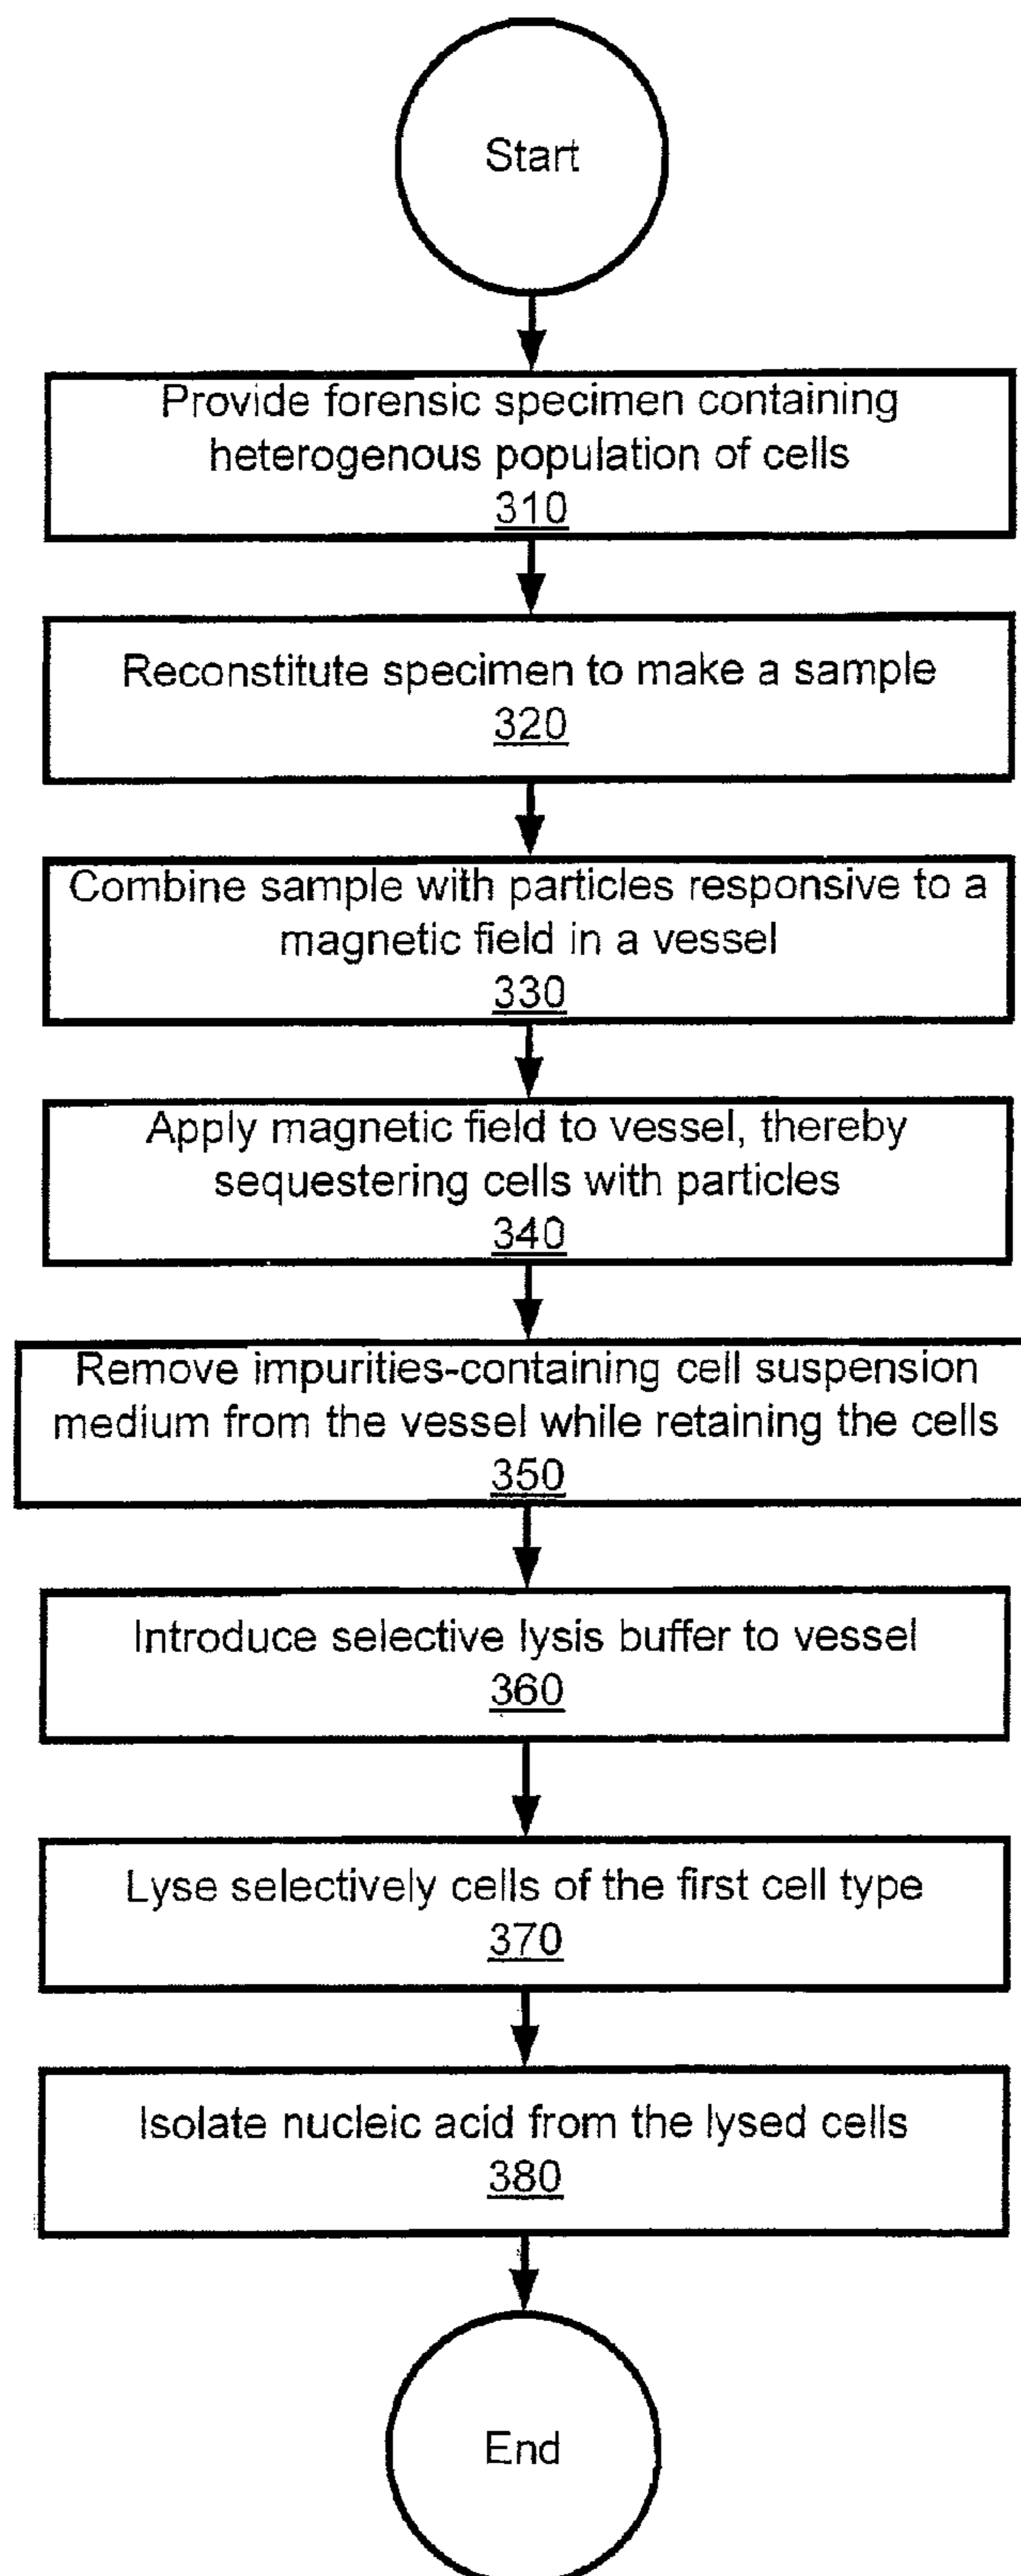 Start
Provide forensic specimen containing
heterogenous population of cells
310
Reconstitute specimen to make a sample
320
Combine sample with particles responsive to a
magnetic field in a vessel
330
Apply magnetic field to vessel, thereby
sequestering cells with particles
340
Remove impurities-containing cell suspension
medium from the vessel while retaining the cells
350
Introduce selective lysis buffer to vessel
360
Lyse selectively cells of the first cell type
370
Isolate nucleic acid from the lysed cells
380
End